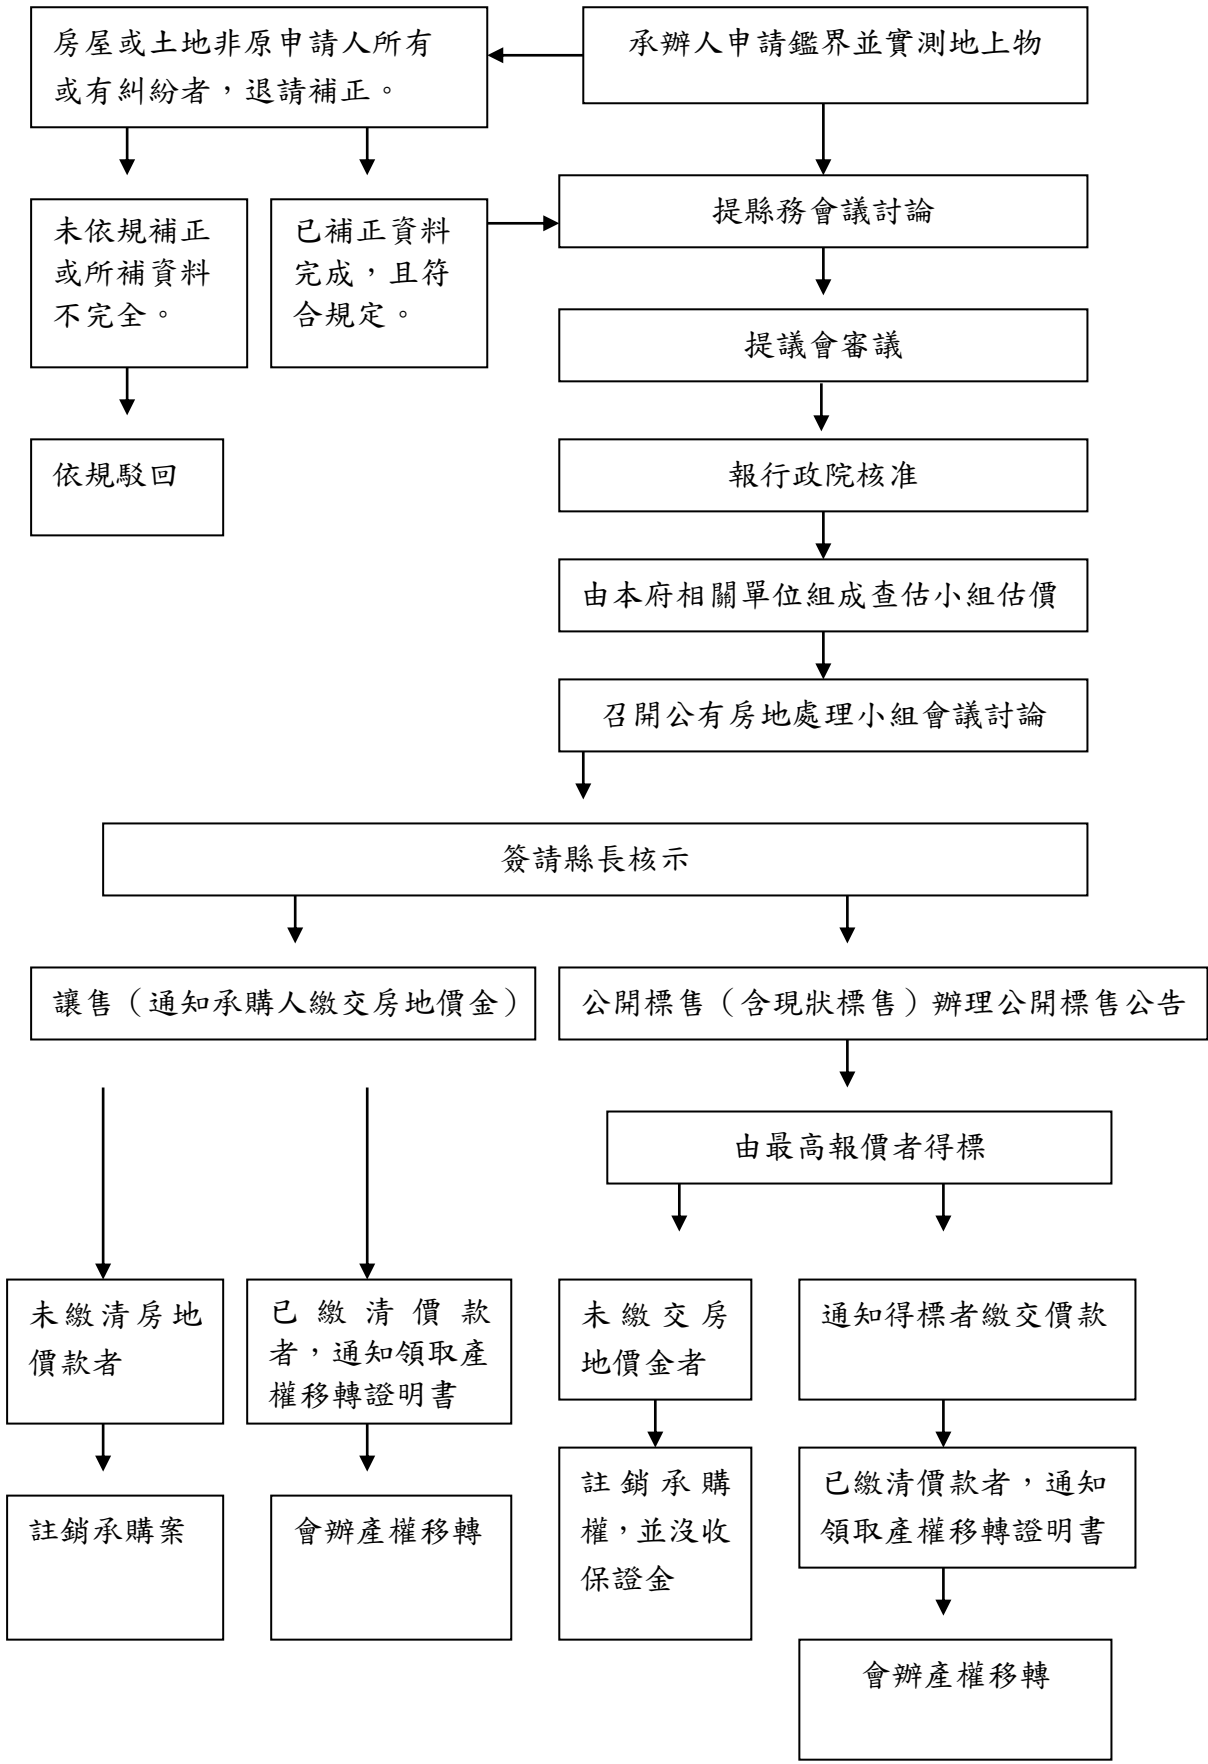 房屋或土地非原申請人所有
或有糾紛者，退請補正。
承辦人申請鑑界並實測地上物
未依規補正
或所補資料
不完全。
已補正資料
完成，且符
合規定。
提縣務會議討論
提議會審議
依規駁回
報行政院核准
由本府相關單位組成查估小組估價
召開公有房地處理小組會議討論
簽請縣長核示
讓售（通知承購人繳交房地價金）
公開標售（含現狀標售）辦理公開標售公告
由最高報價者得標
未繳清房地
價款者
已繳清價款
者，通知領取產
權移轉證明書
未繳交房
地價金者
通知得標者繳交價款
註銷承購案
會辦產權移轉
註銷承購
權，並沒收
保證金
已繳清價款者，通知
領取產權移轉證明書
會辦產權移轉